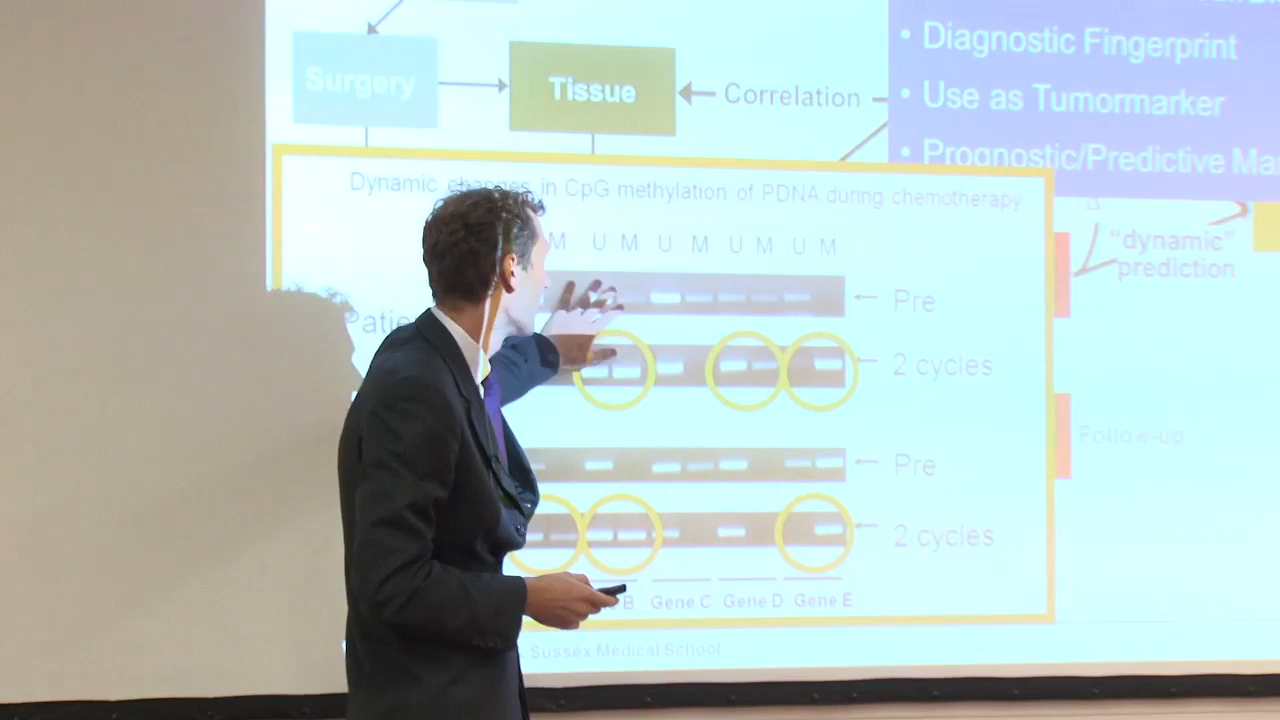 • Diagnostic Fingerprint
Surgery
Tissue
Correlation
• Use as Tumormarker
• Prognostic/Predictive Ma
Dynamic changes in CpG methylation of PDNA during chemotherapy
"dynamic"
prediction
M U M U M U M U M
Pre
Patie
2 cycles
Follow-up
Pre
2 cycles
B Gene C Gene D Gene E
Sussex Medical School